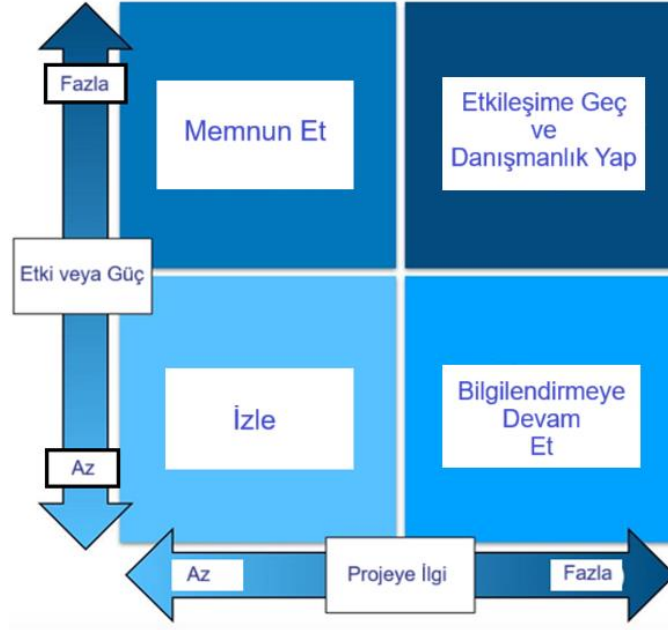 Fazla
Memnun Et
Etkileşime Geç
ve
Danışmanlık Yap
Etki veya Güç
İzle
Bilgilendirmeye
Devam
Et
Az
Az
Projeye İlgi
Fazla